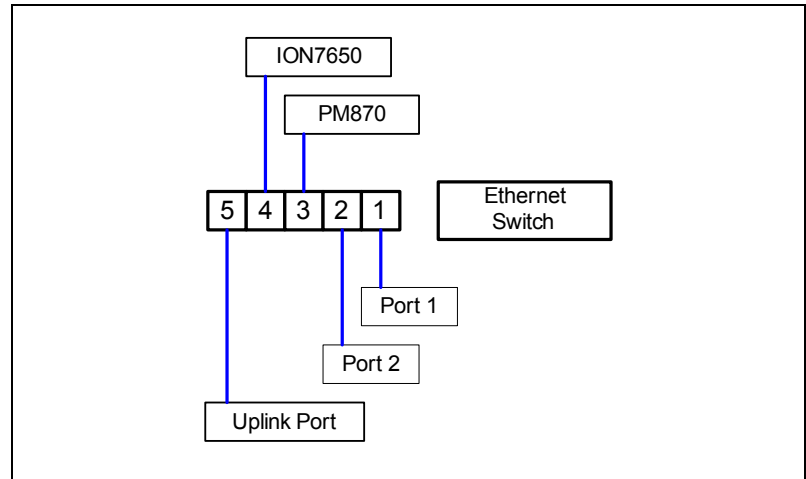 ION7650
PM870
5 4 3 2 1
Ethernet
Switch
Port 1
Port 2
Uplink Port